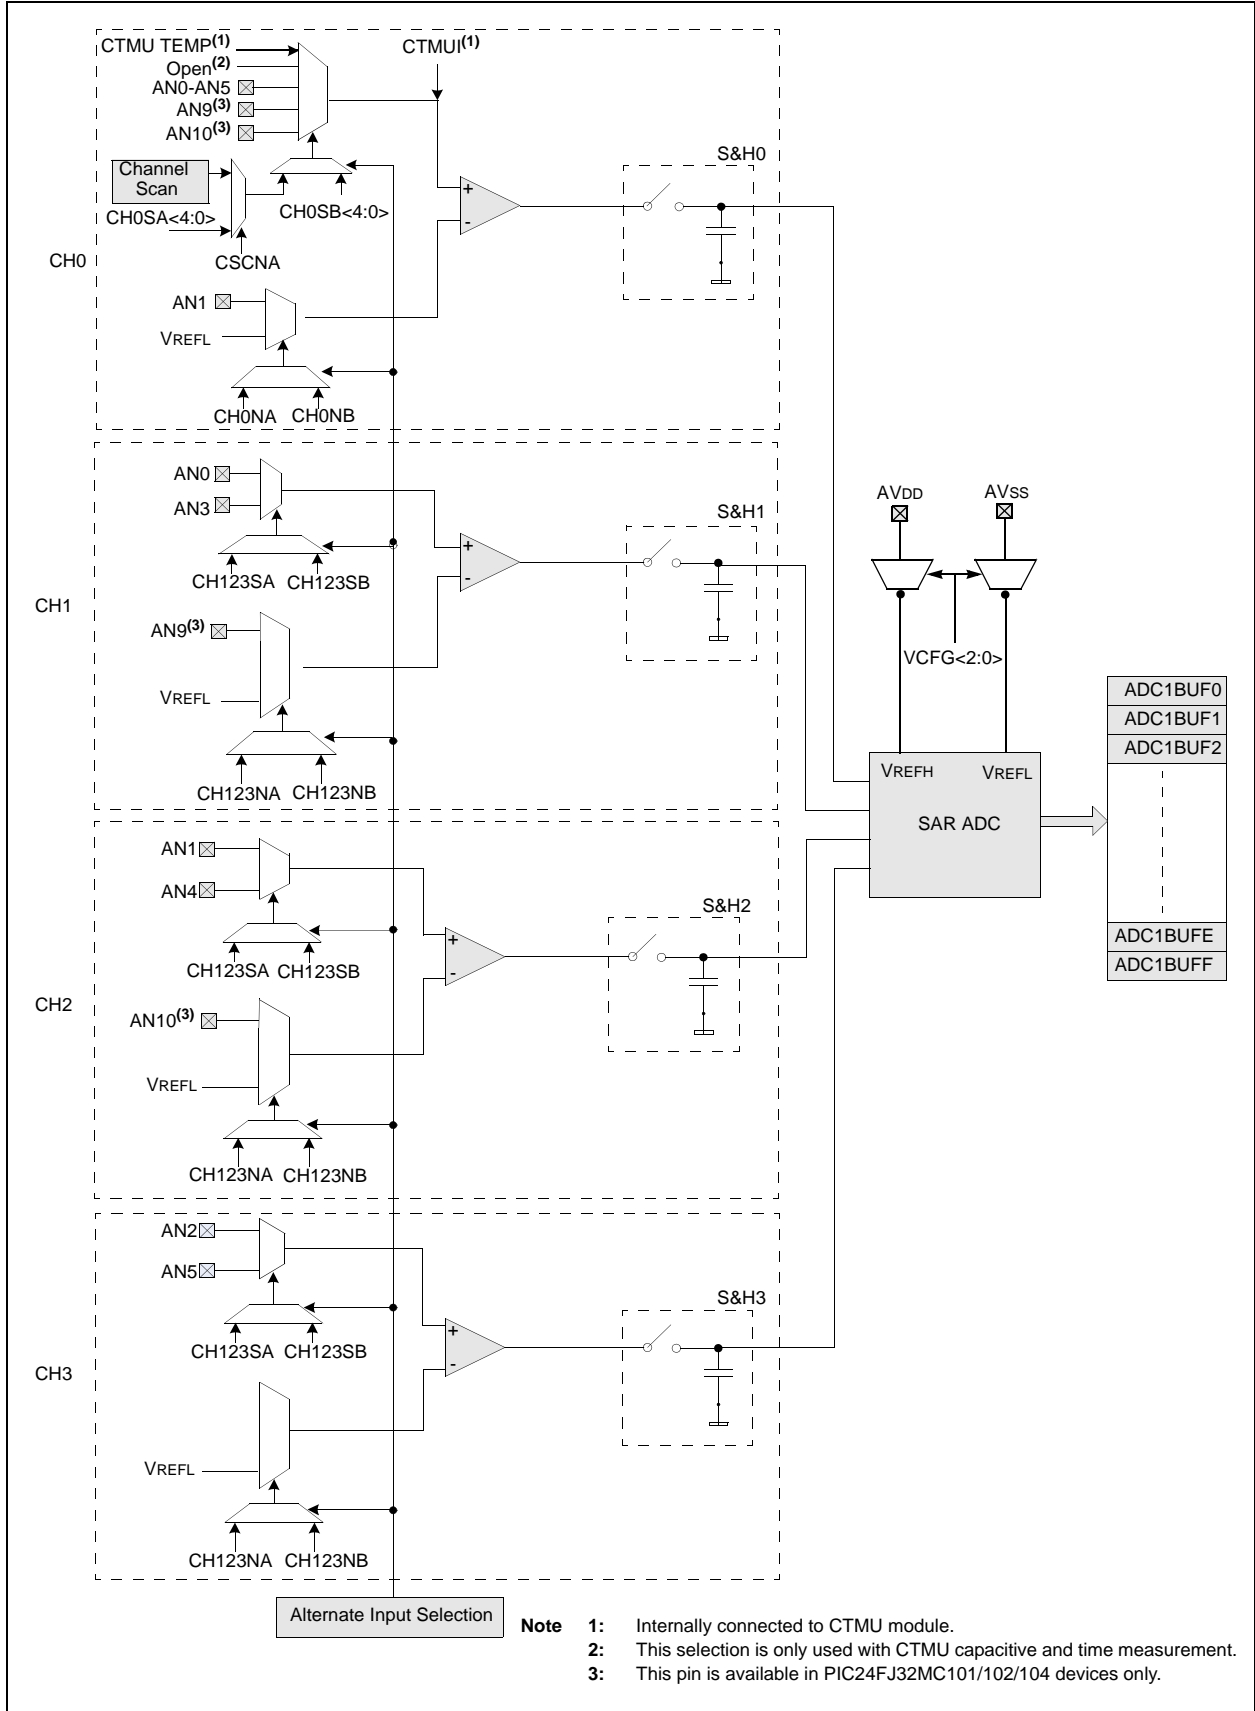 CTMU TEMP(1)
Open(2)
AN0-AN5
AN9(3)
AN10(3)
CTMUI(1)
Channel
Scan
CH0SA<4:0>
CH0SB<4:0>
CSCNA
+
-
S&H0
CH0
AN1
VREFL
CH0NA CH0NB
AN0
AN3
CH123SA CH123SB
+
-
S&H1
CH1
AN9(3)
VREFL
CH123NA CH123NB
AVDD AVSS
VCFG<2:0>
VREFH VREFL
SAR ADC
ADC1BUF0
ADC1BUF1
ADC1BUF2
ADC1BUFE
ADC1BUFF
AN1
AN4
CH123SA CH123SB
+
-
S&H2
CH2
AN10(3)
VREFL
CH123NA CH123NB
AN2
AN5
CH123SA CH123SB
+
-
S&H3
CH3
VREFL
CH123NA CH123NB
Alternate Input Selection
Note 1: Internally connected to CTMU module.
2: This selection is only used with CTMU capacitive and time measurement.
3: This pin is available in PIC24FJ32MC101/102/104 devices only.